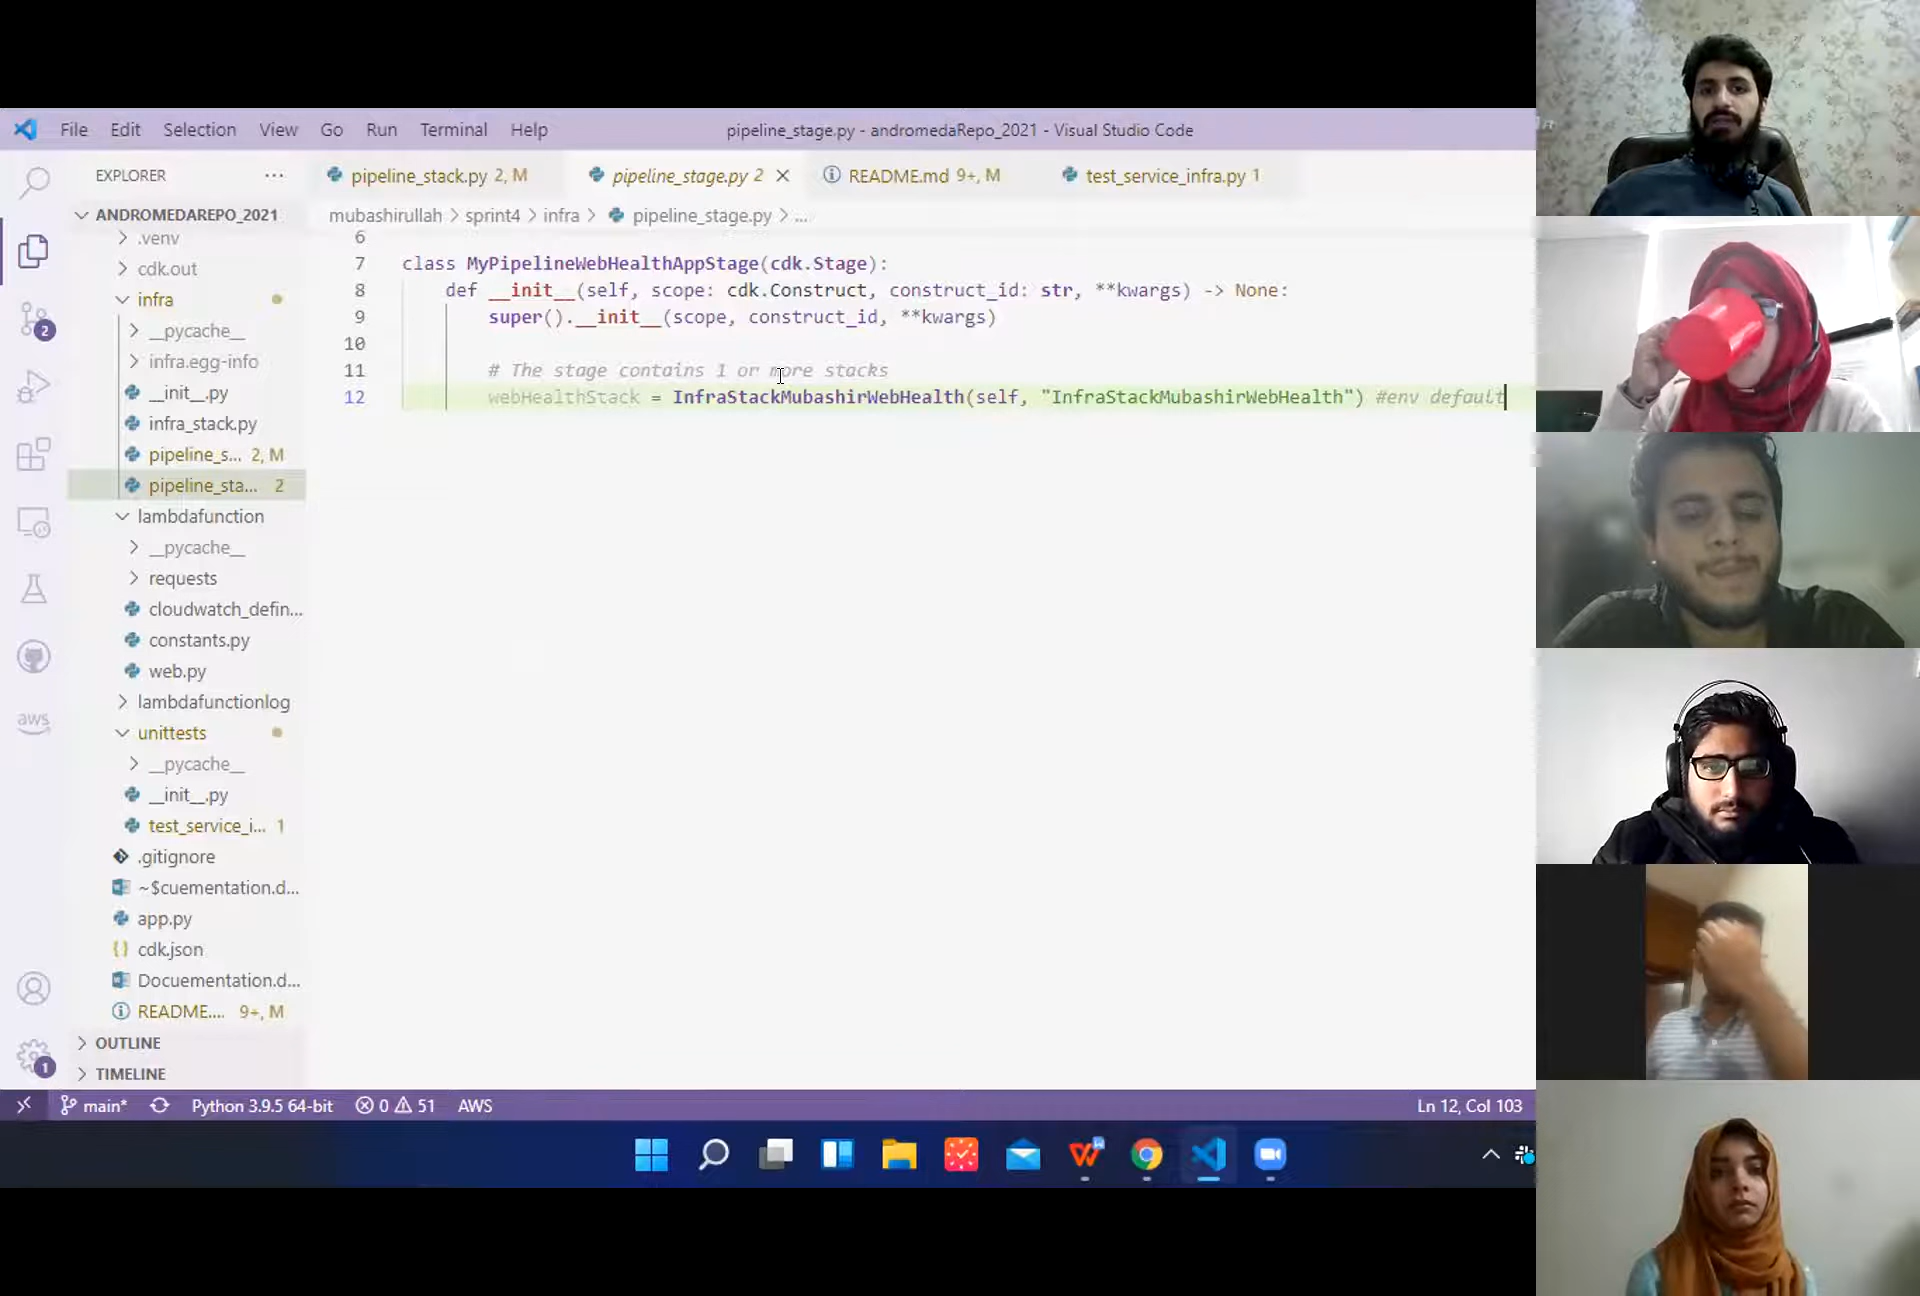 File Edit Selection View Go Run Terminal Help
pipeline_stage.py - andromedaRepo_2021 - Visual Studio Code
EXPLORER ...
pipeline_stack.py 2, M
pipeline_stage.py 2
README.md 9+, M
test_service_infra.py 1
ANDROMEDAREPO_2021
mubashirullah > sprint4 > infra > pipeline_stage.py > ...
.venv
cdk.out
infra
__pycache__
infra.egg-info
__init__.py
infra_stack.py
pipeline_s... 2, M
pipeline_sta... 2
lambdafunction
__pycache__
requests
cloudwatch_defin...
constants.py
web.py
lambdafunctionlog
unittests
__pycache__
__init__.py
test_service_i... 1
.gitignore
~$cuementation.d...
app.py
cdk.json
Docuementation.d...
README.... 9+, M
OUTLINE
TIMELINE
2
aws
1
6
7 class MyPipelineWebHealthAppStage(cdk.Stage):
8 def __init__(self, scope: cdk.Construct, construct_id: str, **kwargs) -> None:
9 super().__init__(scope, construct_id, **kwargs)
10
11 # The stage contains 1 or more stacks
12 webHealthStack = InfraStackMubashirWebHealth(self, "InfraStackMubashirWebHealth") #env default
main* Python 3.9.5 64-bit 0 51 AWS Ln 12, Col 103